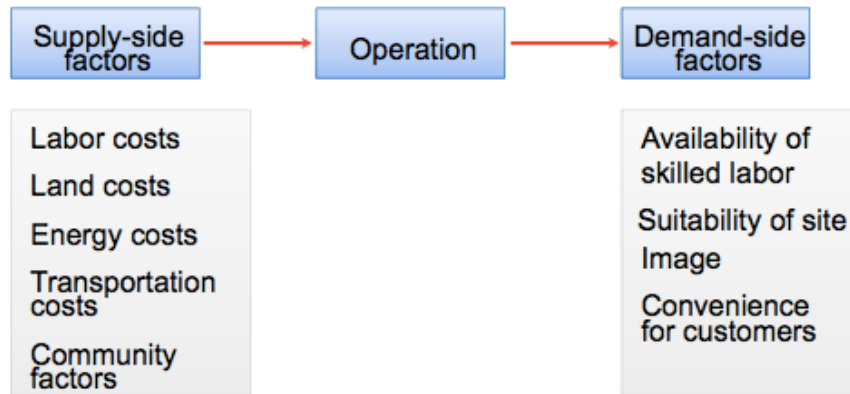 Supply-side
factors
Operation
Demand-side
factors
Labor costs
Land costs
Energy costs
Transportation
costs
Community
factors
Availability of
skilled labor
Suitability of site
Image
Convenience
for customers